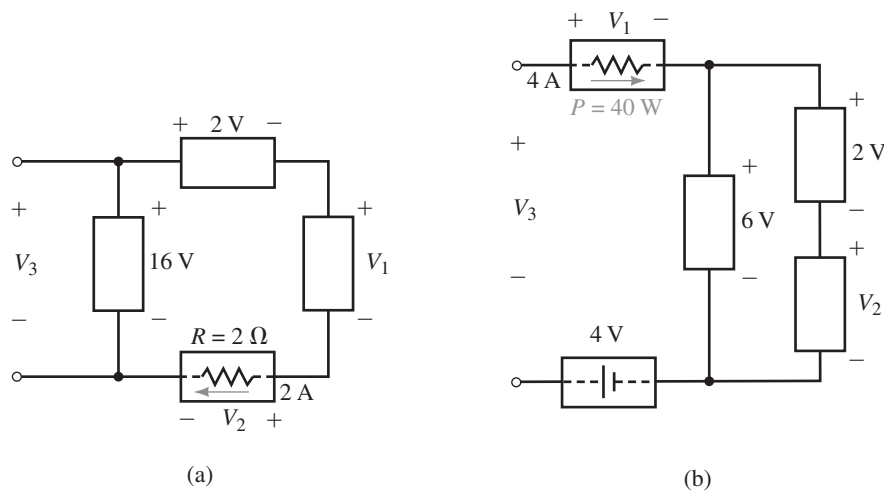 + 2 V −
+ +
V3 16 V V1
− − −
R = 2 Ω
2 A
− V2 +
(a)
+ V1 −
4 A
P = 40 W
+ + +
2 V
V3 6 V −
+
− − V2
4 V −
(b)